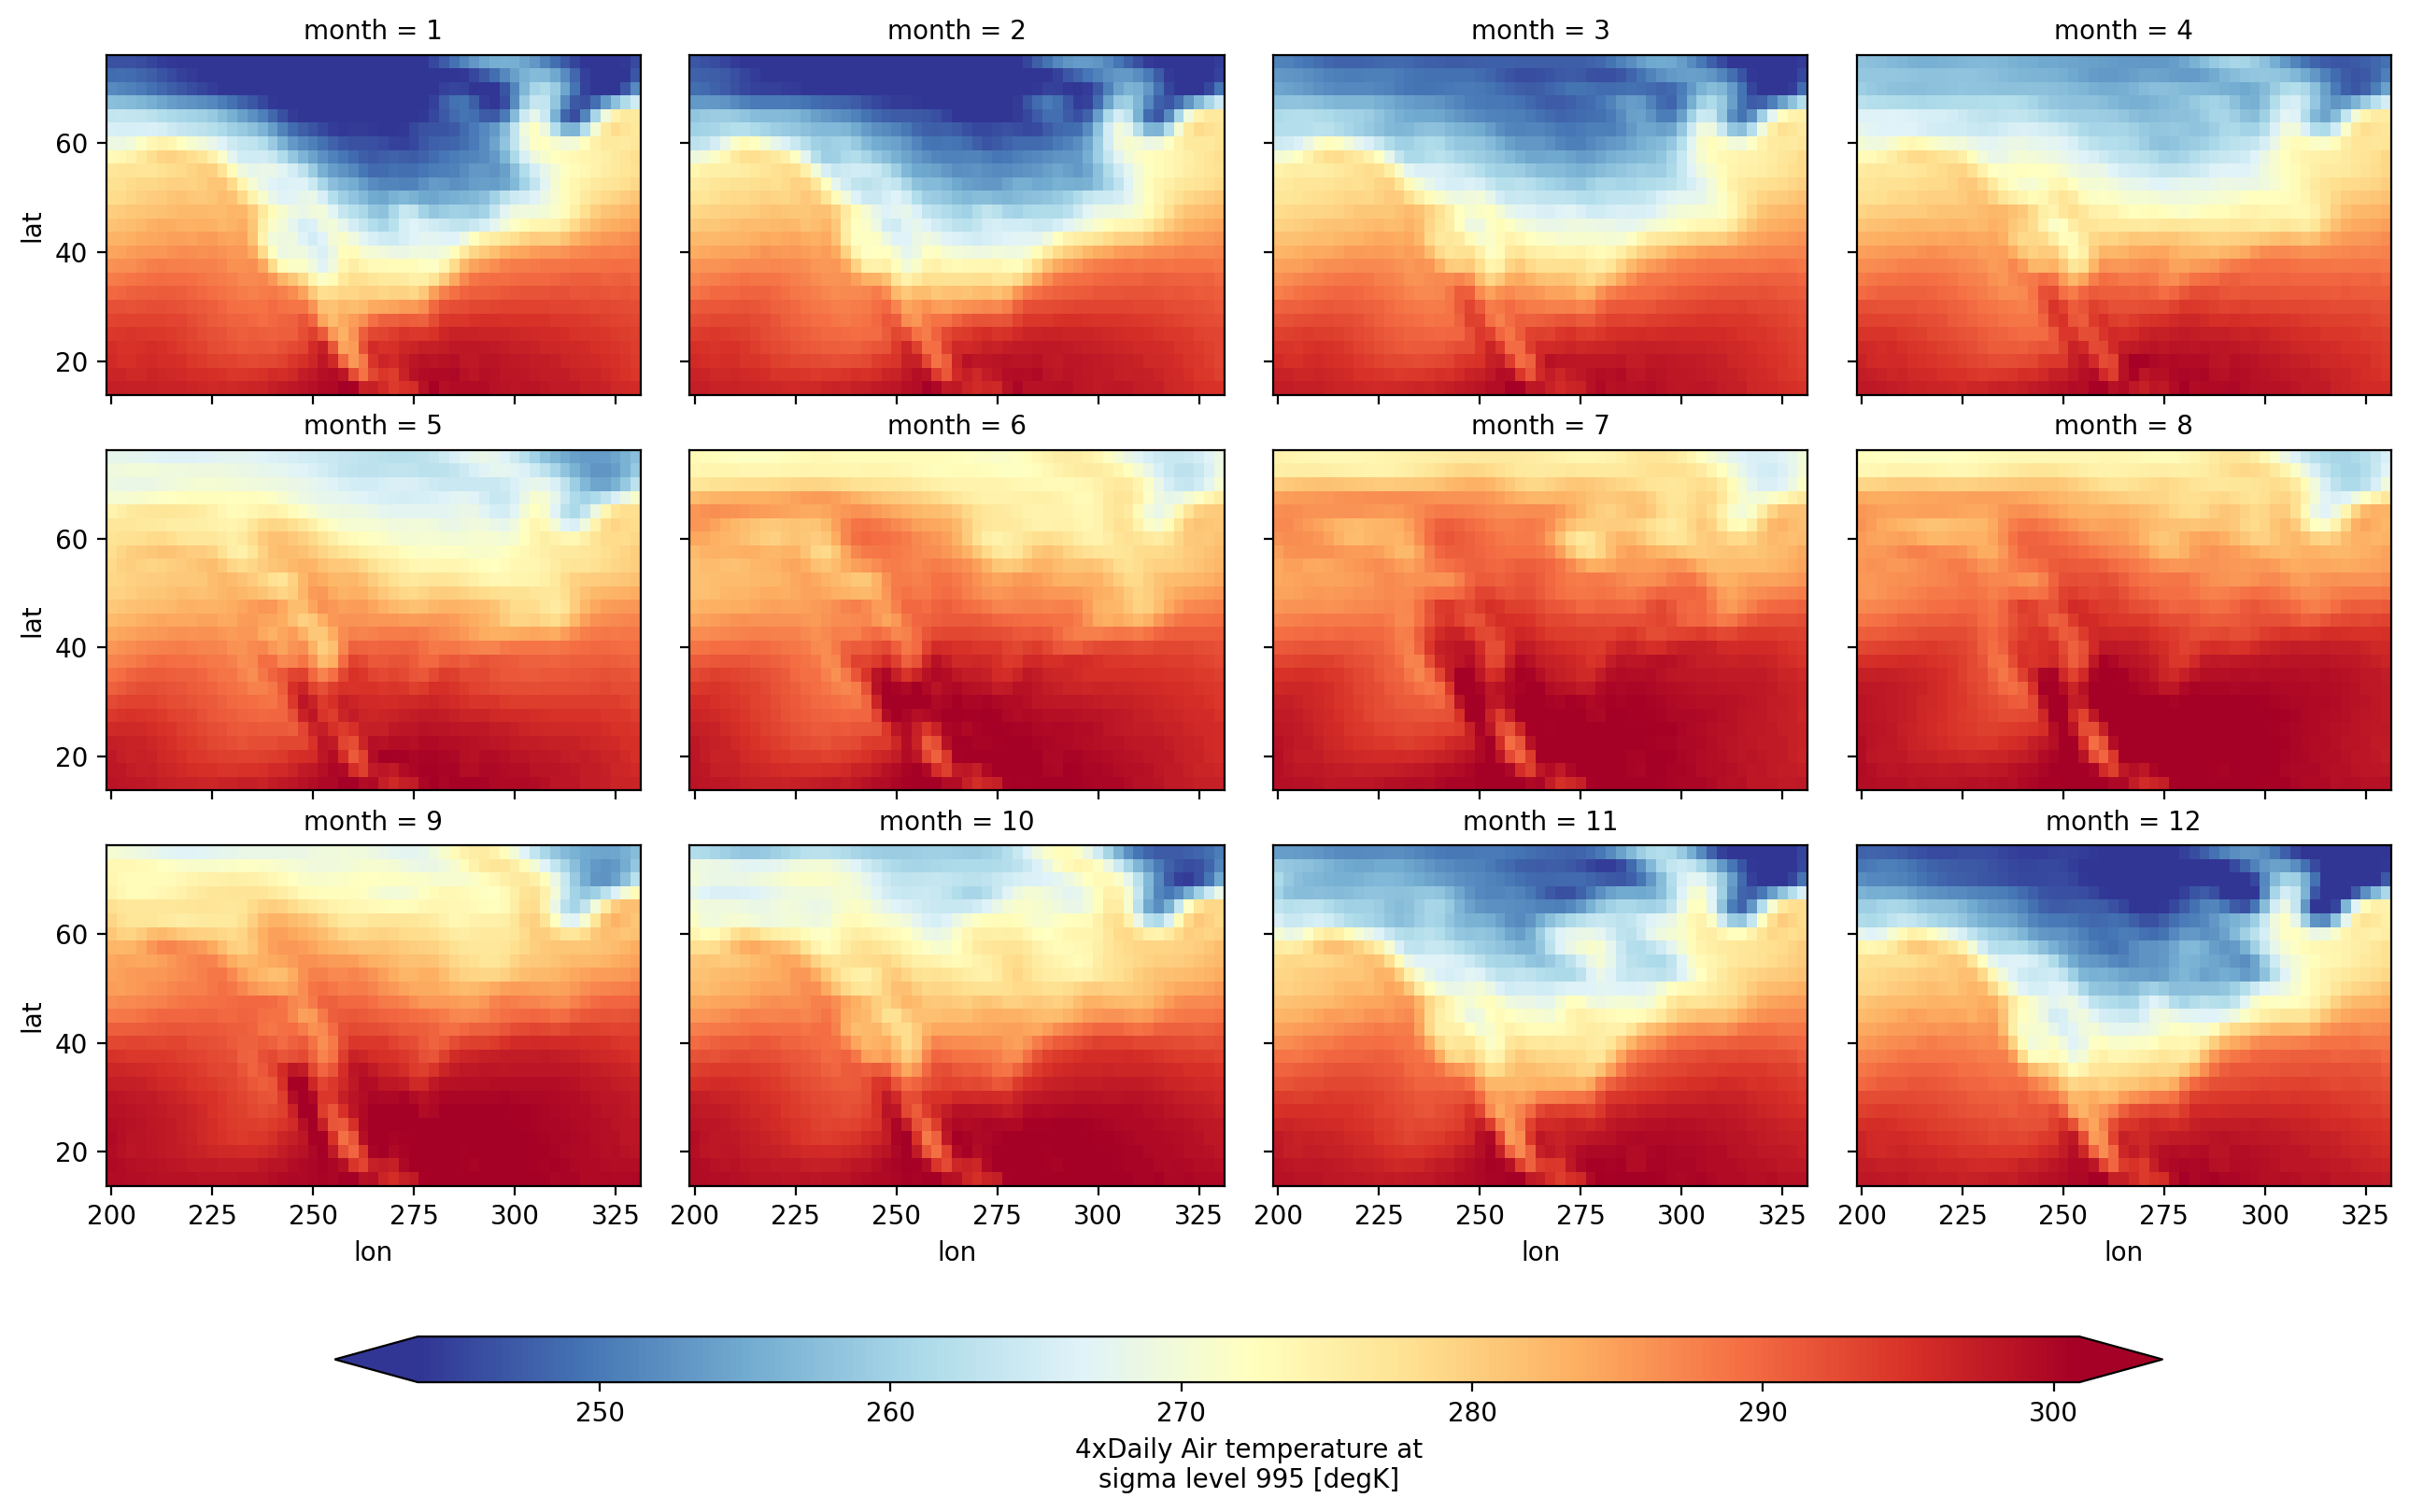 month = 1 month = 2 month = 3 month = 4
60
40
20
lat
month = 5 month = 6 month = 7 month = 8
60
40
20
lat
month = 9 month = 10 month = 11 month = 12
60
40
20
lat
200 225 250 275 300 325 200 225 250 275 300 325 200 225 250 275 300 325 200 225 250 275 300 325
lon lon lon lon
250 260 270 280 290 300
4xDaily Air temperature at
sigma level 995 [degK]